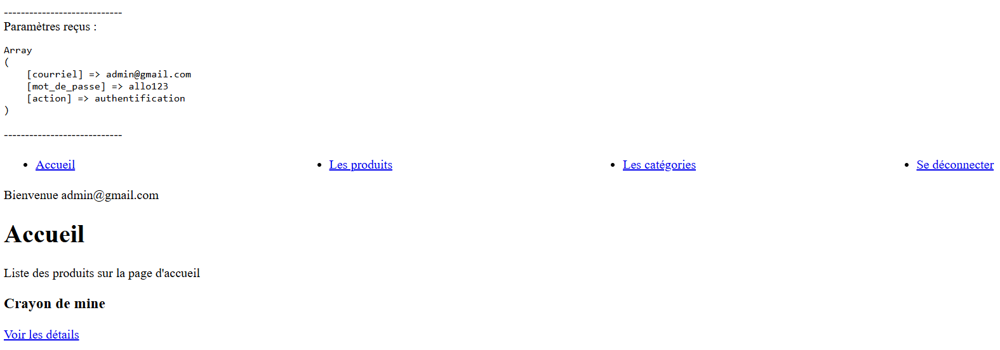 ----------------------------
Paramètres reçus :
Array
(
    [courriel] => admin@gmail.com
    [mot_de_passe] => allo123
    [action] => authentification
)
----------------------------
• Accueil • Les produits • Les catégories • Se déconnecter
Bienvenue admin@gmail.com
Accueil
Liste des produits sur la page d'accueil
Crayon de mine
Voir les détails